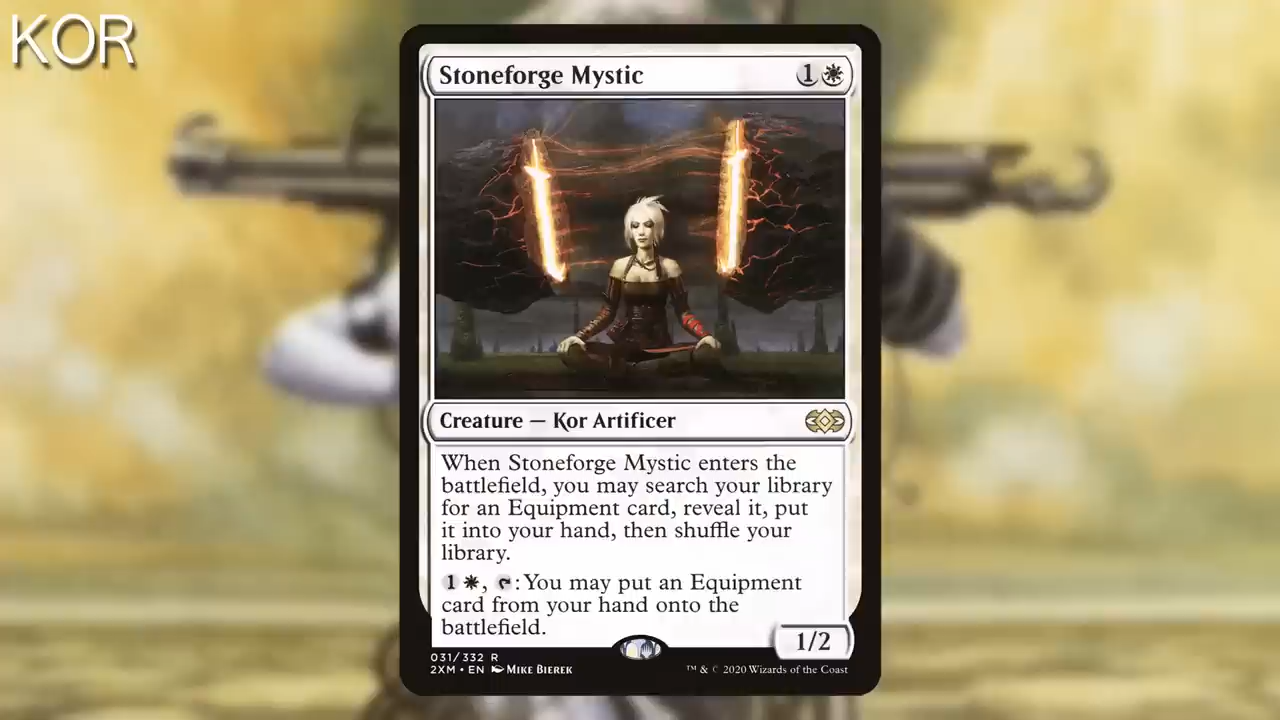 KOR
Stoneforge Mystic 1
Creature — Kor Artificer
When Stoneforge Mystic enters the
battlefield, you may search your library
for an Equipment card, reveal it, put
it into your hand, then shuffle your
library.
1 , : You may put an Equipment
card from your hand onto the
battlefield.
1/2
031/332 R
2XM • EN Mike Bierek
™ & © 2020 Wizards of the Coast